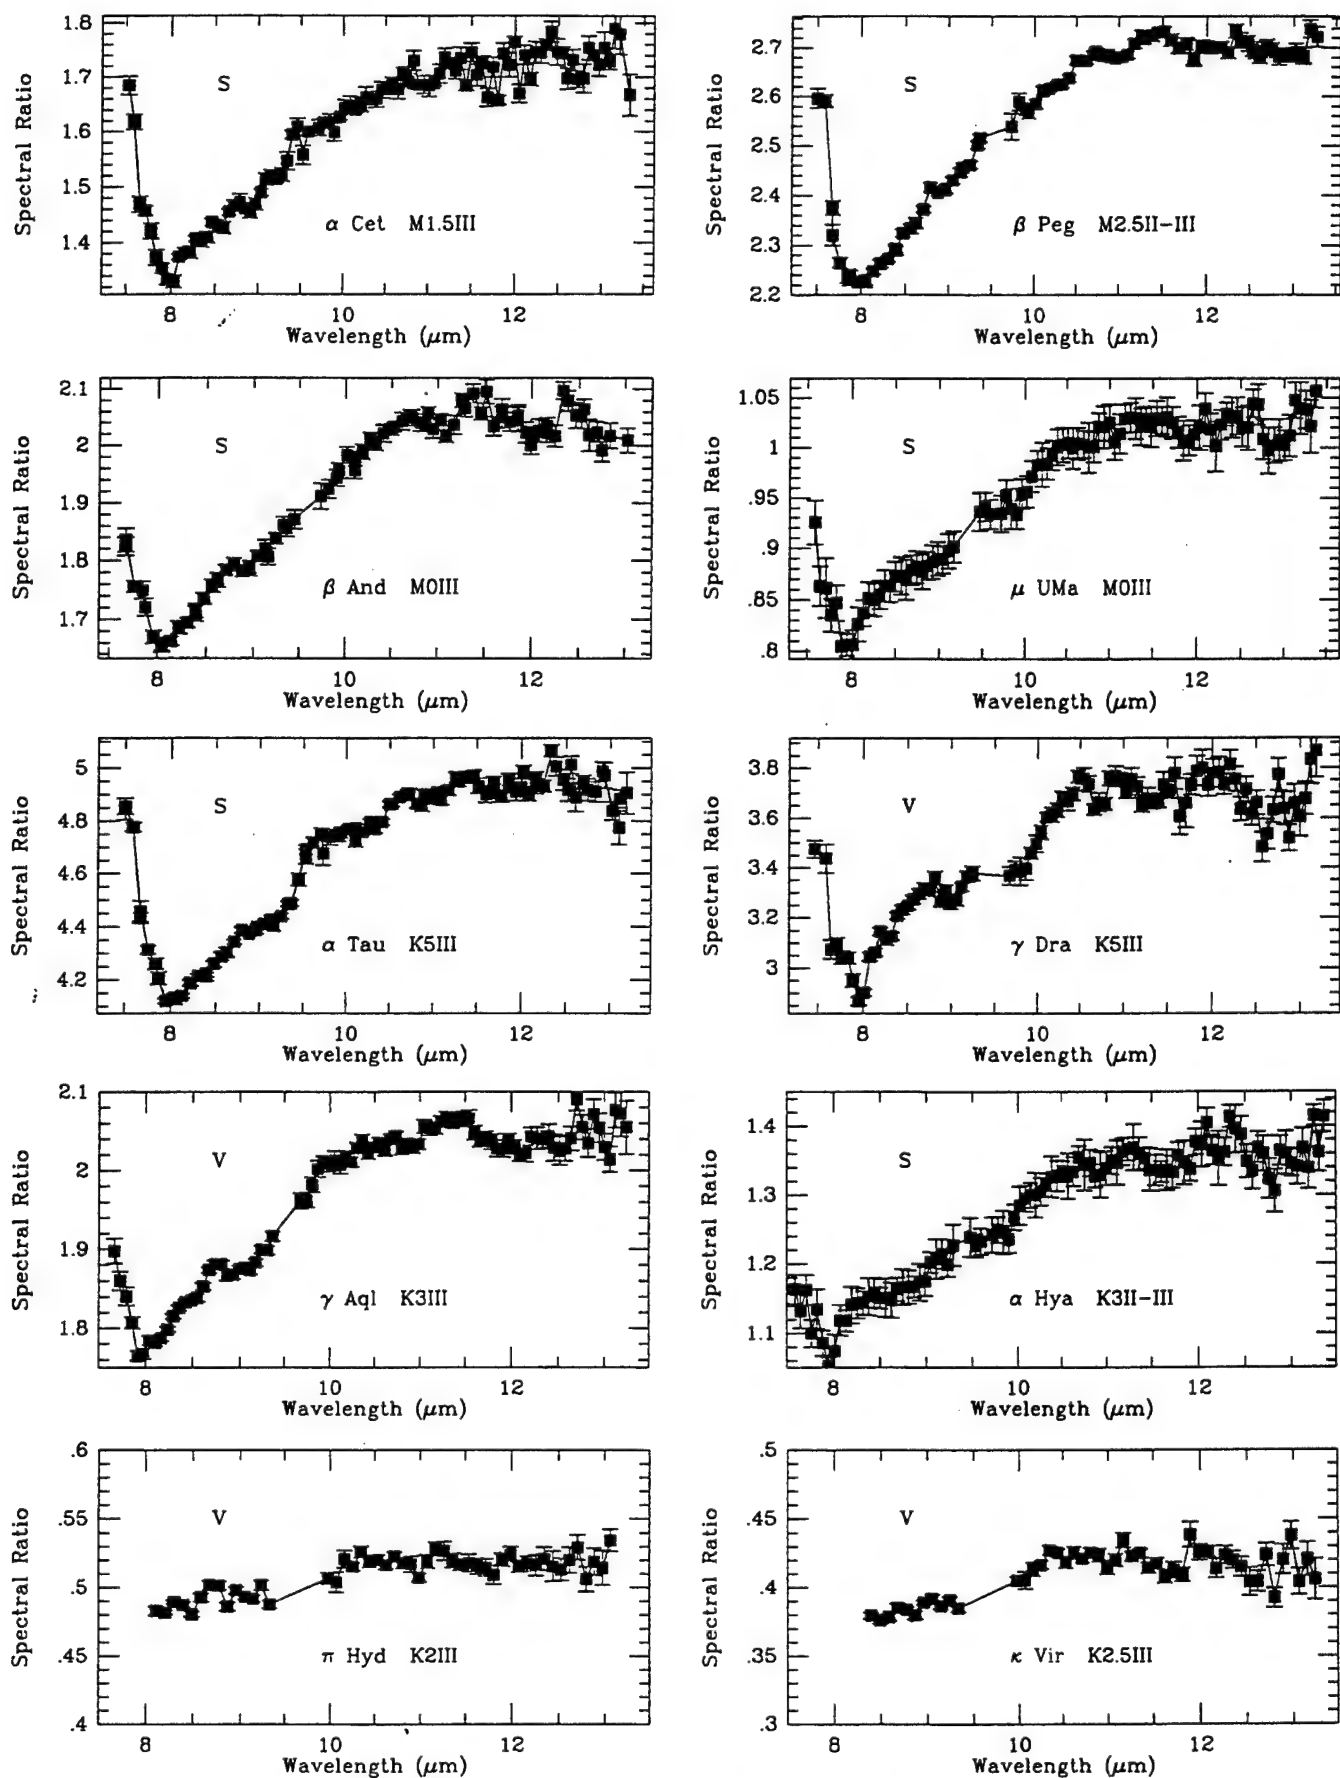 1.8
1.7
1.6
1.5
1.4
Spectral Ratio
S
α Cet M1.5III
8 10 12
Wavelength (μm)
2.7
2.6
2.5
2.4
2.3
2.2
Spectral Ratio
S
β Peg M2.5II-III
8 10 12
Wavelength (μm)
2.1
2
1.9
1.8
1.7
Spectral Ratio
S
β And M0III
8 10 12
Wavelength (μm)
1.05
1
.95
.9
.85
.8
Spectral Ratio
S
μ UMa M0III
8 10 12
Wavelength (μm)
5
4.8
4.6
4.4
4.2
Spectral Ratio
S
α Tau K5III
8 10 12
Wavelength (μm)
3.8
3.6
3.4
3.2
3
Spectral Ratio
V
γ Dra K5III
8 10 12
Wavelength (μm)
2.1
2
1.9
1.8
Spectral Ratio
V
γ Aql K3III
8 10 12
Wavelength (μm)
1.4
1.3
1.2
1.1
Spectral Ratio
S
α Hya K3II-III
8 10 12
Wavelength (μm)
.6
.55
.5
.45
.4
Spectral Ratio
V
π Hyd K2III
8 10 12
Wavelength (μm)
.5
.45
.4
.35
.3
Spectral Ratio
V
κ Vir K2.5III
8 10 12
Wavelength (μm)